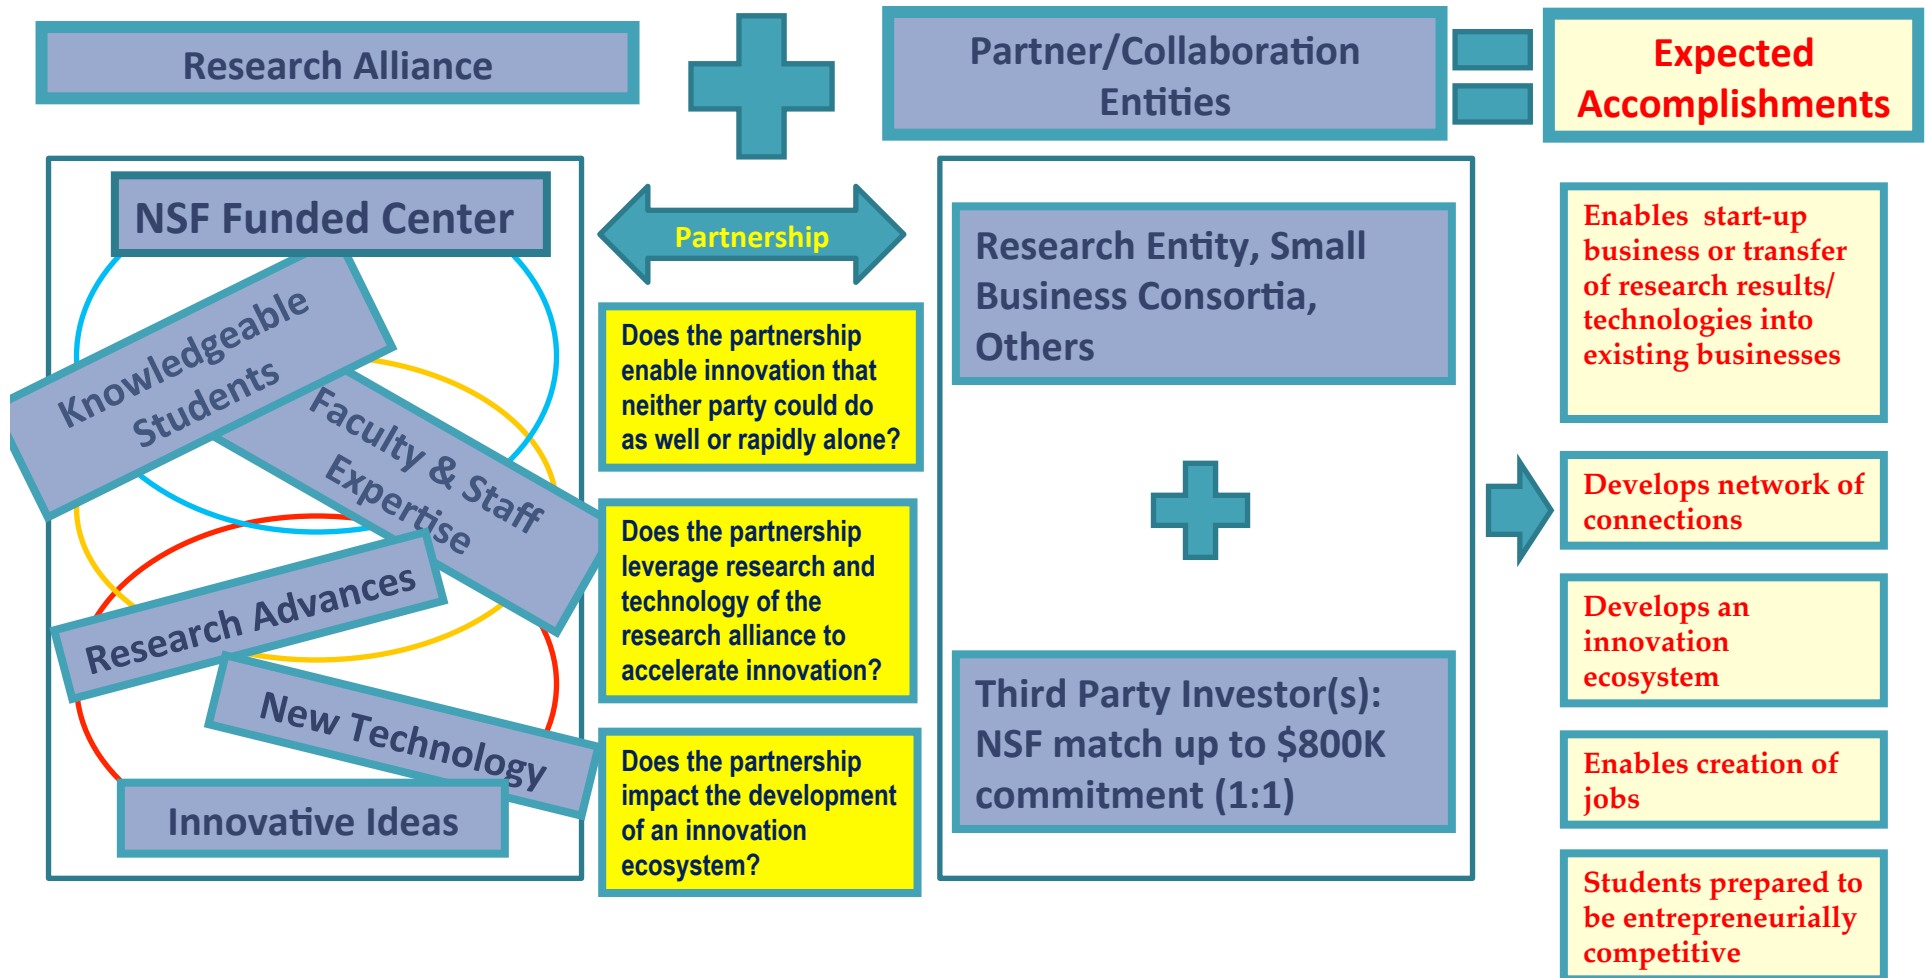 Research Alliance
Partner/Collaboration
Entities
Expected
Accomplishments
NSF Funded Center
Knowledgeable
Students
Faculty & Staff
Expertise
Research Advances
New Technology
Innovative Ideas
Partnership
Does the partnership
enable innovation that
neither party could do
as well or rapidly alone?
Does the partnership
leverage research and
technology of the
research alliance to
accelerate innovation?
Does the partnership
impact the development
of an innovation
ecosystem?
Research Entity, Small
Business Consortia,
Others
Third Party Investor(s):
NSF match up to $800K
commitment (1:1)
Enables start-up
business or transfer
of research results/
technologies into
existing businesses
Develops network of
connections
Develops an
innovation
ecosystem
Enables creation of
jobs
Students prepared to
be entrepreneurially
competitive